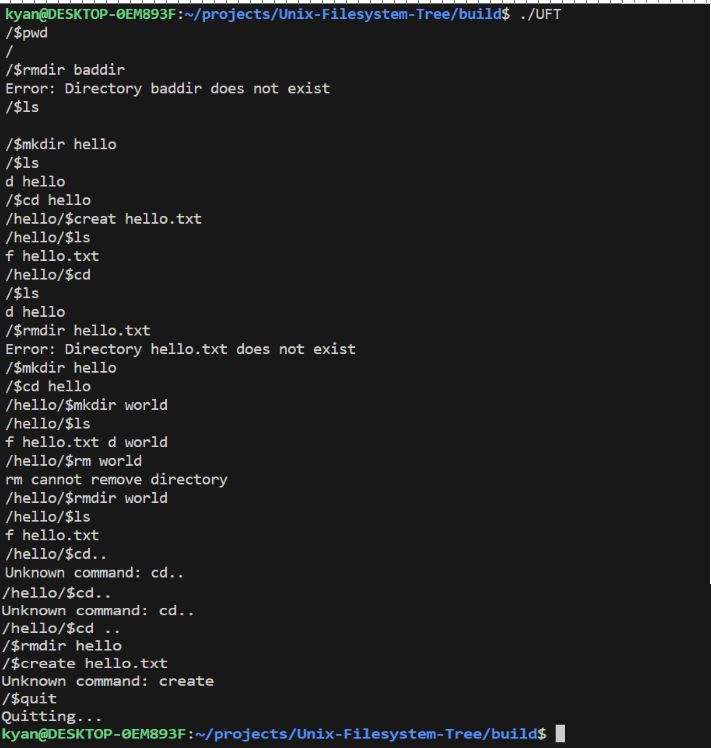 kyan@DESKTOP-0EM893F:~/projects/Unix-Filesystem-Tree/build$ ./UFT
/$pwd
/
/$rmdir baddir
Error: Directory baddir does not exist
/$ls
/$mkdir hello
/$ls
d hello
/$cd hello
/hello/$creat hello.txt
/hello/$ls
f hello.txt
/hello/$cd
/$ls
d hello
/$rmdir hello.txt
Error: Directory hello.txt does not exist
/$mkdir hello
/$cd hello
/hello/$mkdir world
/hello/$ls
f hello.txt d world
/hello/$rm world
rm cannot remove directory
/hello/$rmdir world
/hello/$ls
f hello.txt
/hello/$cd..
Unknown command: cd..
/hello/$cd..
Unknown command: cd..
/hello/$cd ..
/$rmdir hello
/$create hello.txt
Unknown command: create
/$quit
Quitting...
kyan@DESKTOP-0EM893F:~/projects/Unix-Filesystem-Tree/build$